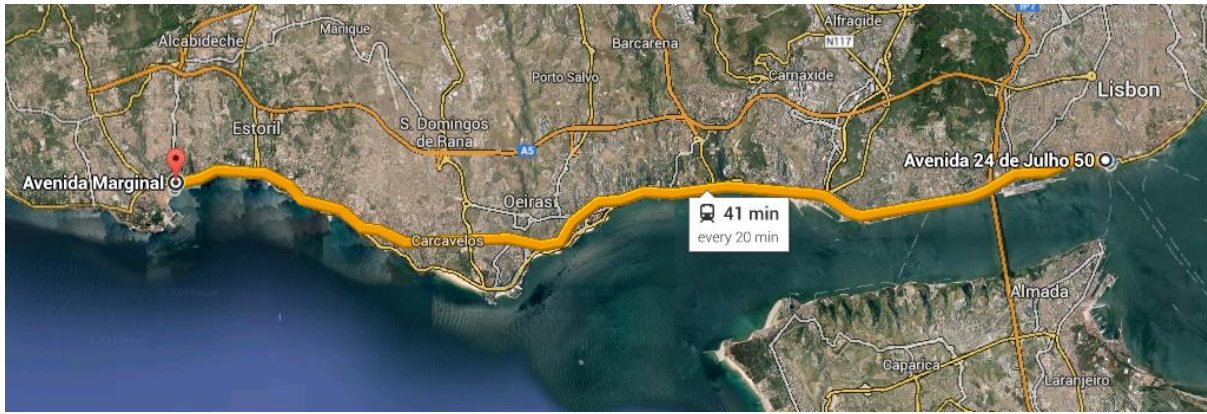 Alfragide
IP7
Manique
Alcabideche
Barcarena
N117
Porto Salvo
Carnaxide
Lisbon
Estoril
S. Domingos
de Rana
A5
Avenida Marginal
Avenida 24 de Julho 50
Oeiras
41 min
every 20 min
Carcavelos
Almada
Caparica
Laranjeiro